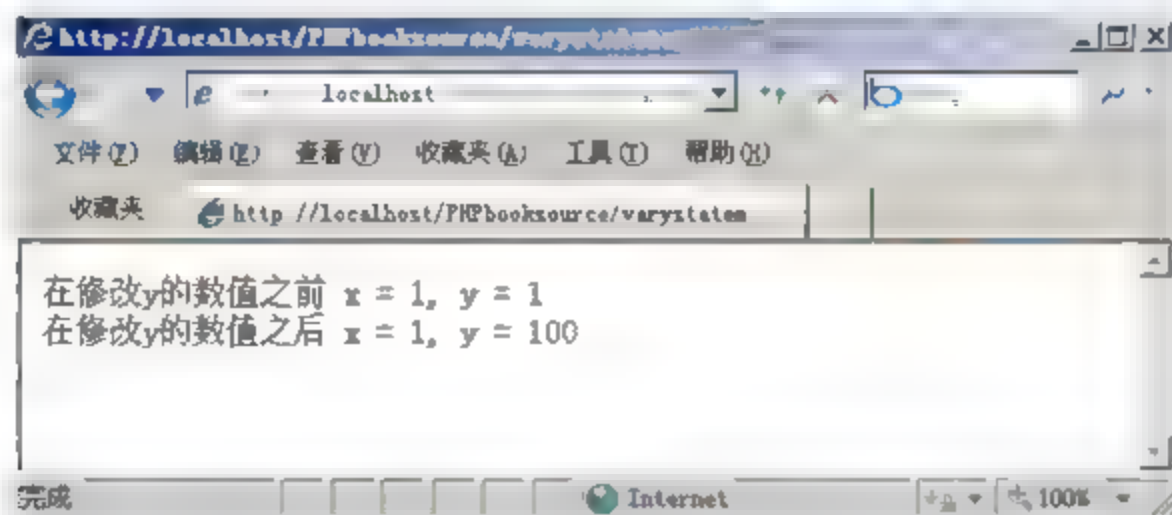 http://localhost/PHPbooksource/
localhost
文件(F) 编辑(E) 查看(V) 收藏夹(A) 工具(T) 帮助(H)
收藏夹 http //localhost/PHPbooksource/varystatem
在修改y的数值之前 x = 1, y = 1
在修改y的数值之后 x = 1, y = 100
完成 Internet 100%